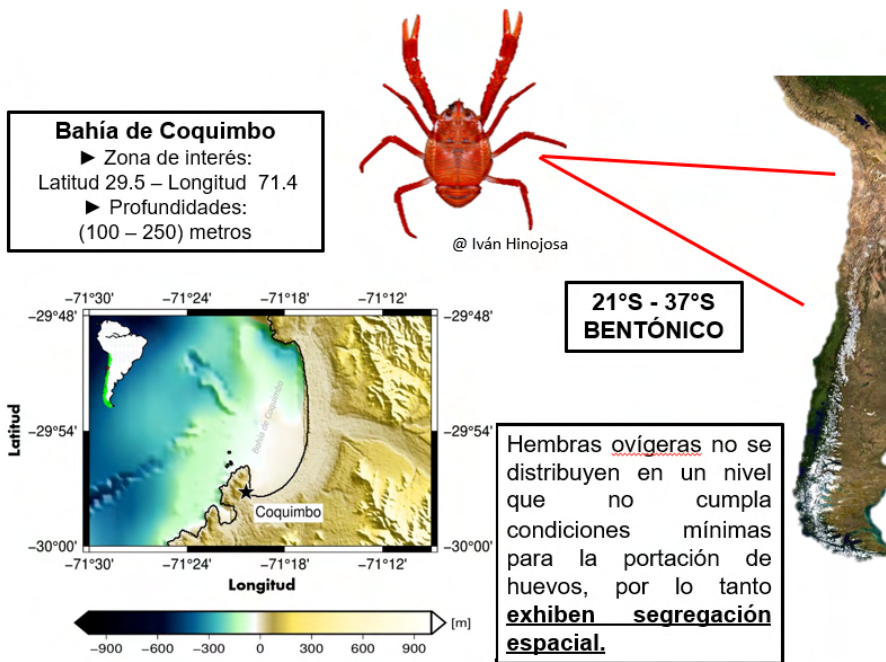 Bahía de Coquimbo
► Zona de interés:
Latitud 29.5 – Longitud 71.4
► Profundidades:
(100 – 250) metros
@ Iván Hinojosa
21°S - 37°S
BENTÓNICO
−71°30' −71°24' −71°18' −71°12'
−29°48' −29°48'
Latitud
Bahía de Coquimbo
−29°54' −29°54'
Coquimbo
−30°00' −30°00'
−71°30' −71°24' −71°18' −71°12'
Longitud
[m]
−900 −600 −300 0 300 600 900
Hembras ovígeras no se
distribuyen en un nivel
que no cumpla
condiciones mínimas
para la portación de
huevos, por lo tanto
exhiben segregación
espacial.